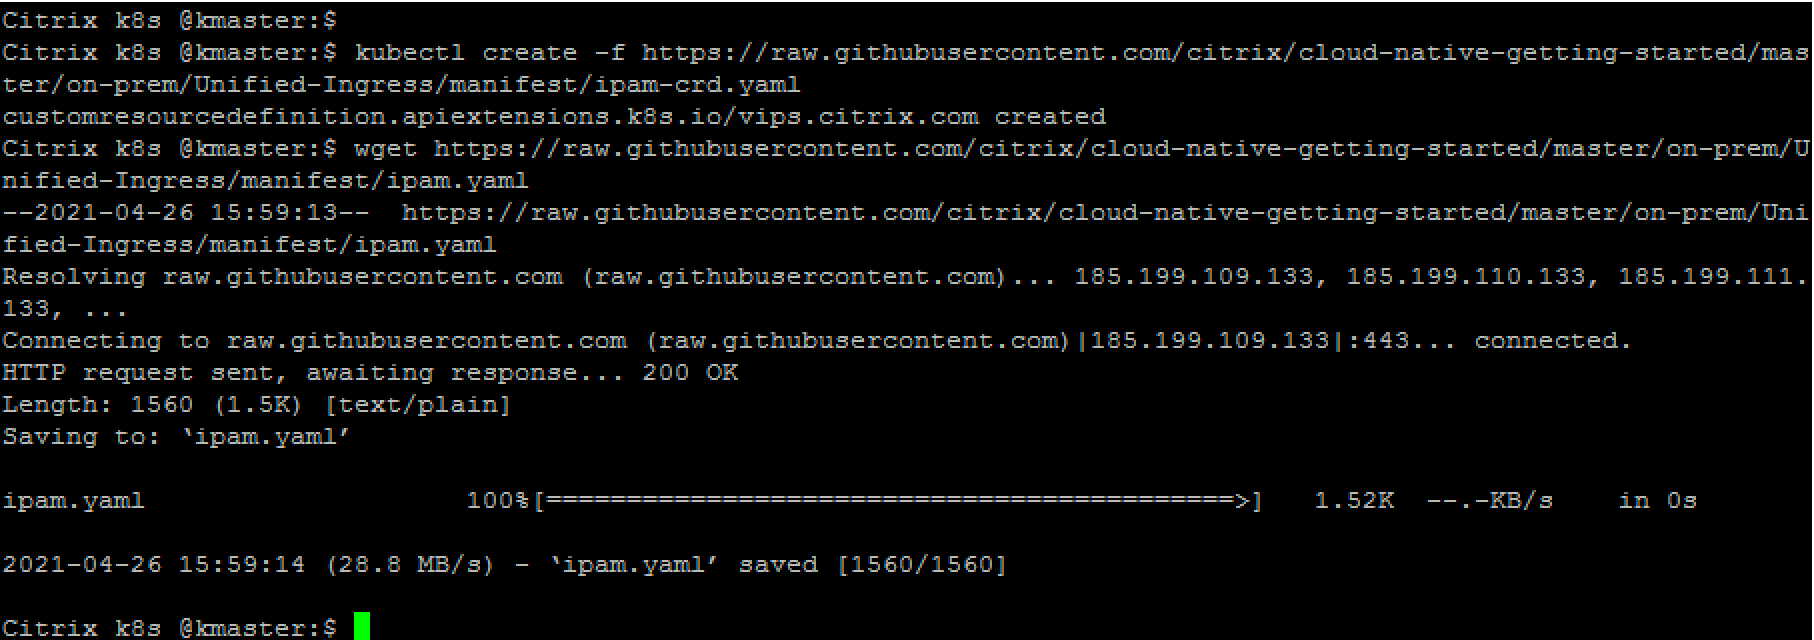 Citrix k8s @kmaster:$
Citrix k8s @kmaster:$ kubectl create -f https://raw.githubusercontent.com/citrix/cloud-native-getting-started/mas
ter/on-prem/Unified-Ingress/manifest/ipam-crd.yaml
customresourcedefinition.apiextensions.k8s.io/vips.citrix.com created
Citrix k8s @kmaster:$ wget https://raw.githubusercontent.com/citrix/cloud-native-getting-started/master/on-prem/U
nified-Ingress/manifest/ipam.yaml
--2021-04-26 15:59:13--  https://raw.githubusercontent.com/citrix/cloud-native-getting-started/master/on-prem/Uni
fied-Ingress/manifest/ipam.yaml
Resolving raw.githubusercontent.com (raw.githubusercontent.com)... 185.199.109.133, 185.199.110.133, 185.199.111.
133, ...
Connecting to raw.githubusercontent.com (raw.githubusercontent.com)|185.199.109.133|:443... connected.
HTTP request sent, awaiting response... 200 OK
Length: 1560 (1.5K) [text/plain]
Saving to: ‘ipam.yaml’
ipam.yaml                    100%[===========================================>]   1.52K  --.-KB/s    in 0s
2021-04-26 15:59:14 (28.8 MB/s) - ‘ipam.yaml’ saved [1560/1560]
Citrix k8s @kmaster:$